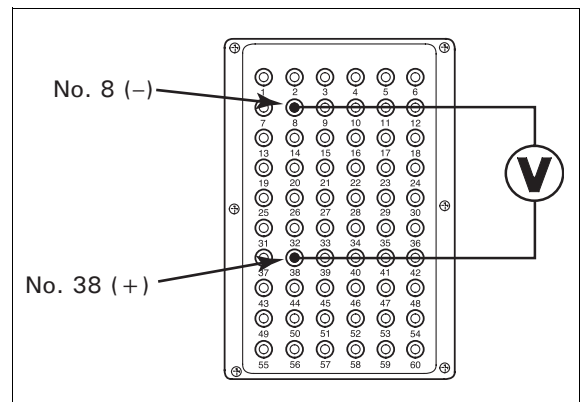 No. 8 (–)
No. 38 (+)
V
1 2 3 4 5 6
7 8 9 10 11 12
13 14 15 16 17 18
19 20 21 22 23 24
25 26 27 28 29 30
31 32 33 34 35 36
37 38 39 40 41 42
43 44 45 46 47 48
49 50 51 52 53 54
55 56 57 58 59 60